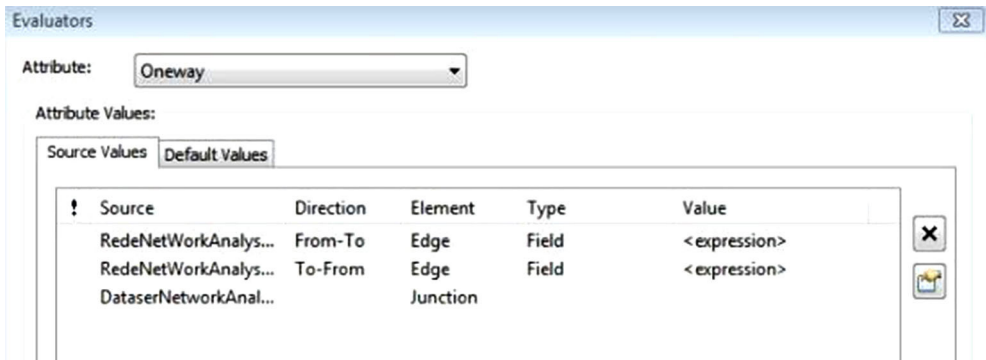 Evaluators
Attribute: Oneway
Attribute Values:
Source Values Default Values
! Source Direction Element Type Value
RedeNetWorkAnalys... From-To Edge Field <expression>
RedeNetWorkAnalys... To-From Edge Field <expression>
DataserNetworkAnal... Junction